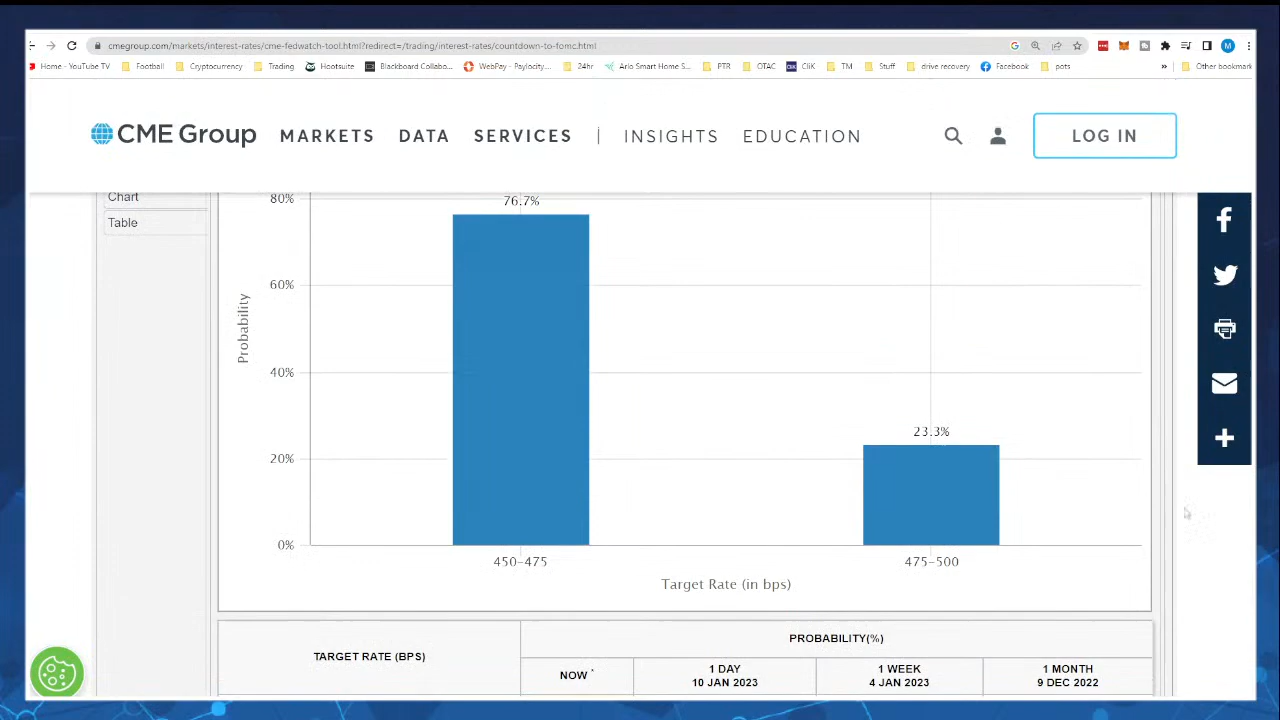 cmegroup.com/markets/interest-rates/cme-fedwatch-tool.html?redirect=/trading/interest-rates/countdown-to-fomc.html
Home - YouTube TV Football Cryptocurrency Trading Hootsuite Blackboard Collabo... WebPay - Paylocity... 24hr Arlo Smart Home S... PTR OTAC CliK TM Stuff drive recovery Facebook pots » Other bookmark
CME Group MARKETS DATA SERVICES | INSIGHTS EDUCATION LOG IN
Chart
Table
80%
60%
40%
20%
0%
Probability
76.7%
23.3%
450-475 475-500
Target Rate (in bps)
TARGET RATE (BPS)
PROBABILITY(%)
NOW * 1 DAY 1 WEEK 1 MONTH
10 JAN 2023 4 JAN 2023 9 DEC 2022